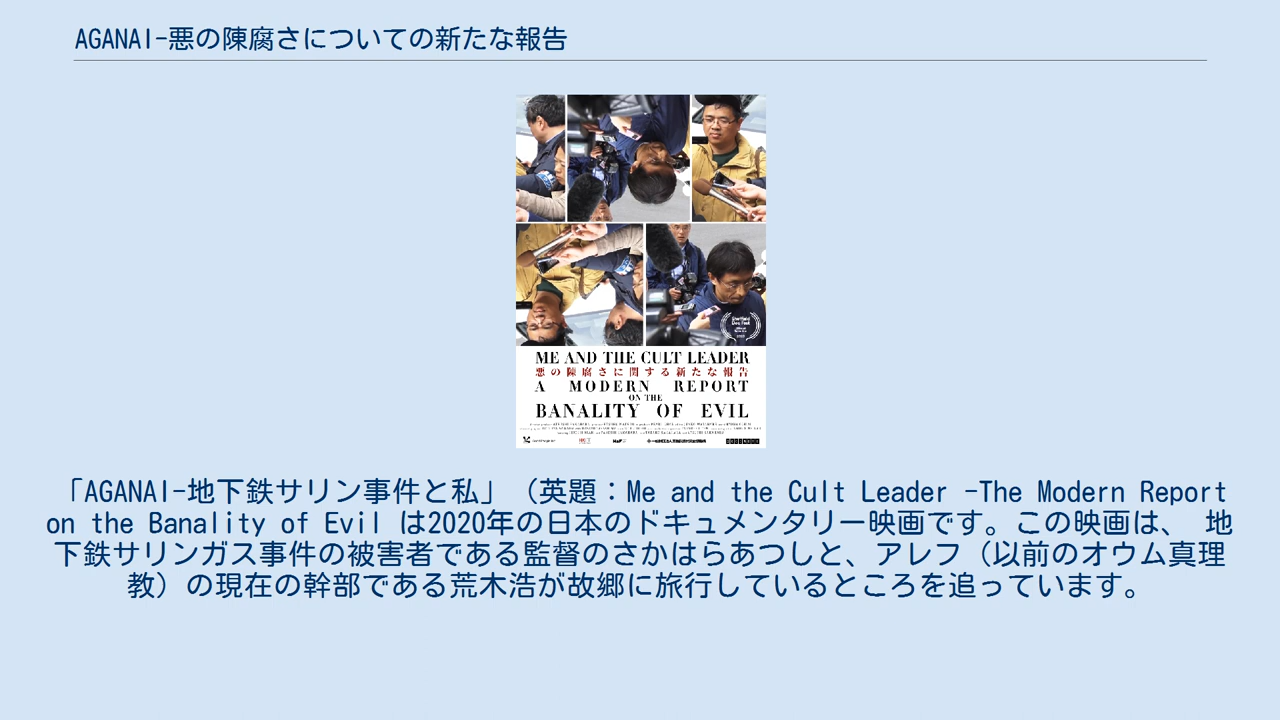 AGANAI-悪の陳腐さについての新たな報告
ME AND THE CULT LEADER
悪の陳腐さに関する新たな報告
A MODERN REPORT
ON THE
BANALITY OF EVIL
「AGANAI-地下鉄サリン事件と私」（英題：Me and the Cult Leader -The Modern Report
on the Banality of Evil は2020年の日本のドキュメンタリー映画です。この映画は、 地
下鉄サリンガス事件の被害者である監督のさかはらあつしと、アレフ（以前のオウム真理
教）の現在の幹部である荒木浩が故郷に旅行しているところを追っています。